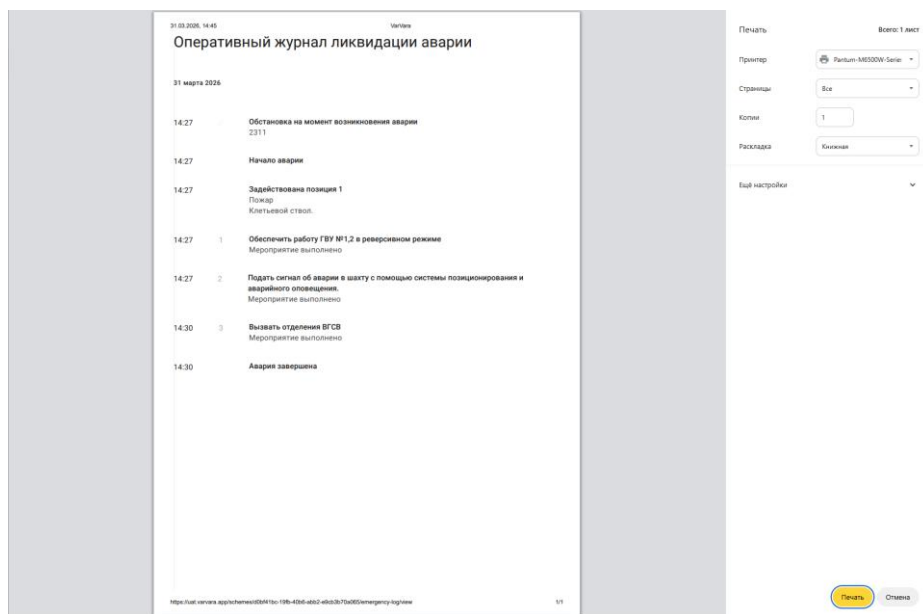 31.03.2026, 14:45
VarVara
Оперативный журнал ликвидации аварии
31 марта 2026
14:27
Обстановка на момент возникновения аварии
2311
14:27
Начало аварии
14:27
Задействована позиция 1
Пожар
Клетьевой ствол.
14:27 1 Обеспечить работу ГВУ №1,2 в реверсивном режиме
Мероприятие выполнено
14:27 2 Подать сигнал об аварии в шахту с помощью системы позиционирования и
аварийного оповещения.
Мероприятие выполнено
14:30 3 Вызвать отделения ВГСВ
Мероприятие выполнено
14:30
Авария завершена
1/1
Печать
Всего: 1 лист
Принтер
Pantum-M6500W-Series
Страницы
Все
Копии
1
Раскладка
Книжная
Ещё настройки
Печать
Отмена